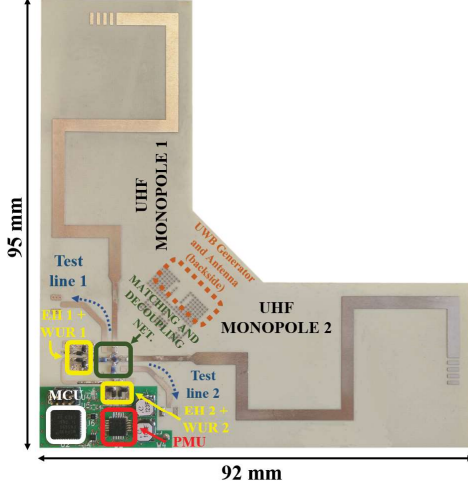 95 mm
UHF
MONOPOLE 1
UWB Generator
and Antenna
(backside)
MATCHING AND
DECOUPLING
NET.
Test
line 1
EH 1 +
WUR 1
UHF
MONOPOLE 2
Test
line 2
EH 2 +
WUR 2
MCU
PMU
92 mm